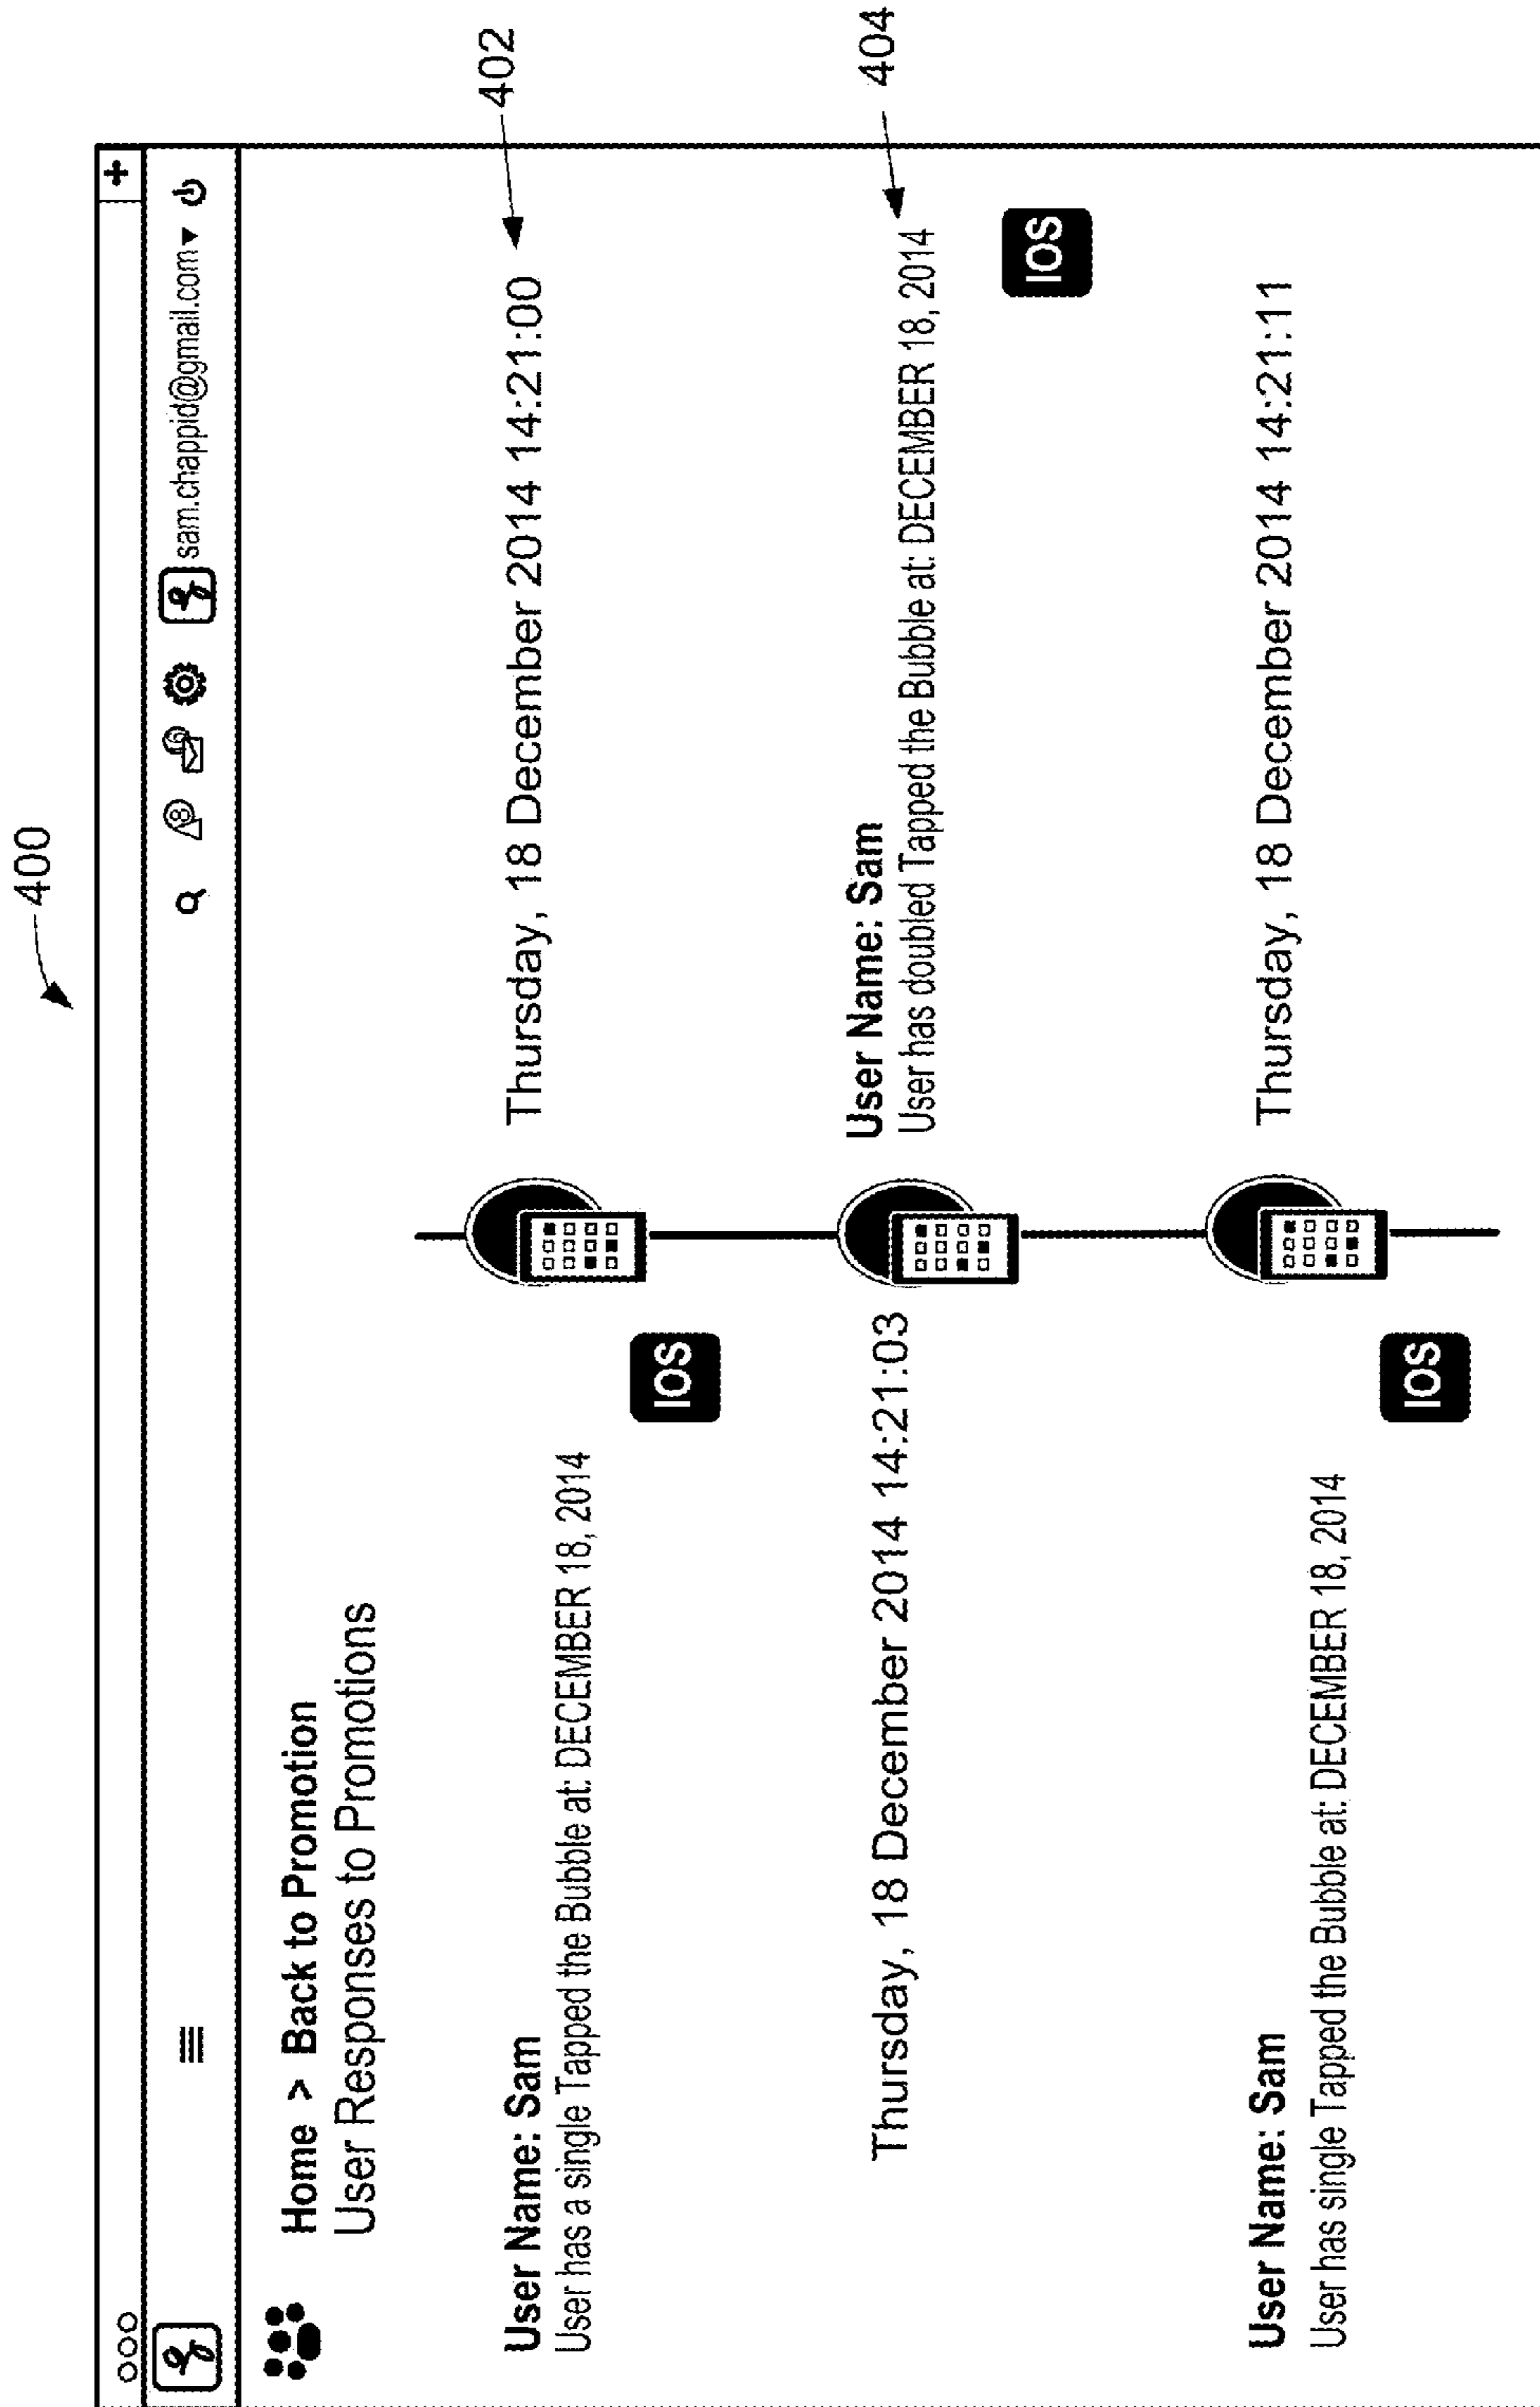 400
+
sam.chappid@gmail.com
8 6
Home > Back to Promotion
User Responses to Promotions
User Name: Sam
User has a single Tapped the Bubble at: DECEMBER 18, 2014
IOS
Thursday, 18 December 2014 14:21:00
402
Thursday, 18 December 2014 14:21:03
User Name: Sam
User has doubled Tapped the Bubble at: DECEMBER 18, 2014
404
IOS
User Name: Sam
User has single Tapped the Bubble at: DECEMBER 18, 2014
IOS
Thursday, 18 December 2014 14:21:11